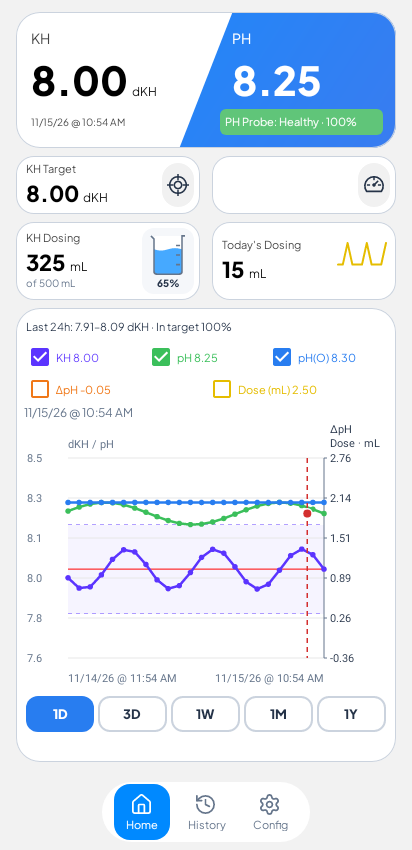 KH
8.00 dKH
11/15/26 @ 10:54 AM
PH
8.25
PH Probe: Healthy · 100%
KH Target
8.00 dKH
KH Dosing
325 mL
of 500 mL
65%
Today's Dosing
15 mL
Last 24h: 7.91–8.09 dKH · In target 100%
KH 8.00
pH 8.25
pH(O) 8.30
ΔpH -0.05
Dose (mL) 2.50
11/15/26 @ 10:54 AM
dKH / pH
ΔpH
Dose · mL
8.5
2.76
8.3
2.14
8.1
1.51
8.0
0.89
7.8
0.26
7.6
-0.36
11/14/26 @ 11:54 AM
11/15/26 @ 10:54 AM
1D
3D
1W
1M
1Y
Home
History
Config